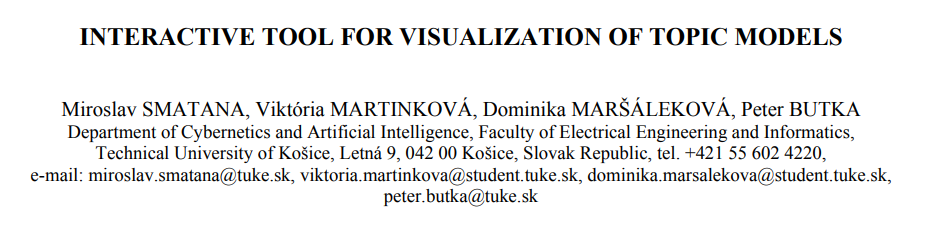 INTERACTIVE TOOL FOR VISUALIZATION OF TOPIC MODELS
Miroslav SMATANA, Viktória MARTINKOVÁ, Dominika MARŠÁLEKOVÁ, Peter BUTKA
Department of Cybernetics and Artificial Intelligence, Faculty of Electrical Engineering and Informatics,
Technical University of Košice, Letná 9, 042 00 Košice, Slovak Republic, tel. +421 55 602 4220,
e-mail: miroslav.smatana@tuke.sk, viktoria.martinkova@student.tuke.sk, dominika.marsalekova@student.tuke.sk,
peter.butka@tuke.sk